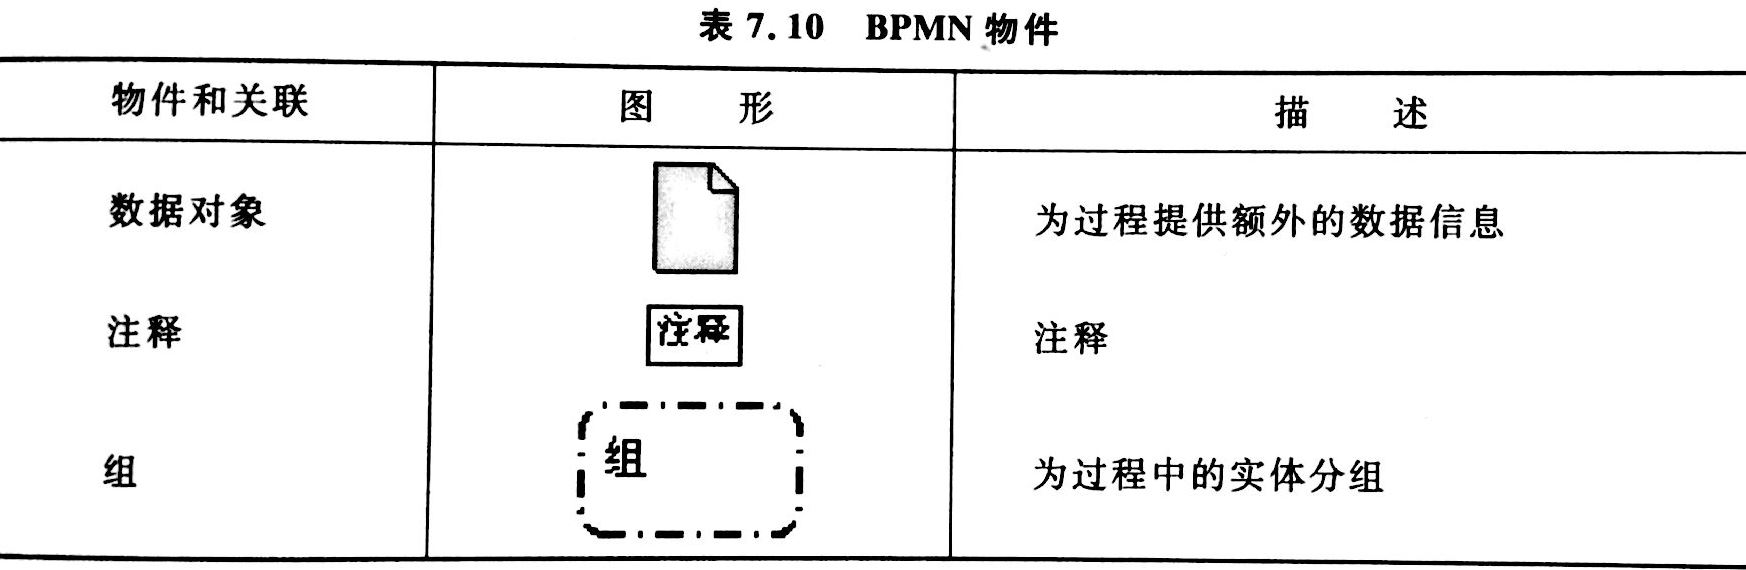 表 7.10 BPMN 物件
物件和关联 图 形 描 述
数据对象 为过程提供额外的数据信息
注释 注释 注释
组 组 为过程中的实体分组